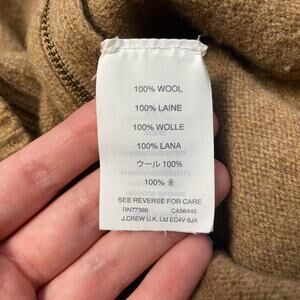 100% WOOL
100% LAINE
100% WOLLE
100% LANA
ウール 100%
100%
SEE REVERSE FOR CARE
RN77388 CA56445
J.CREW U.K. Ltd EC4V 6JA